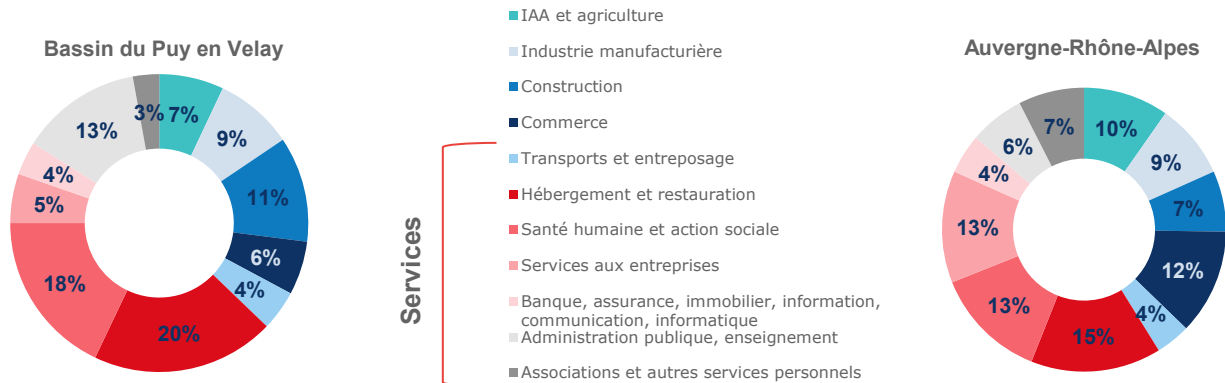 Bassin du Puy en Velay
3%
7%
13%
9%
4%
11%
5%
6%
18%
4%
20%
IAA et agriculture
Industrie manufacturière
Construction
Commerce
Services
Transports et entreposage
Hébergement et restauration
Santé humaine et action sociale
Services aux entreprises
Banque, assurance, immobilier, information,
communication, informatique
Administration publique, enseignement
Associations et autres services personnels
Auvergne-Rhône-Alpes
7%
10%
6%
9%
4%
7%
13%
12%
13%
4%
15%